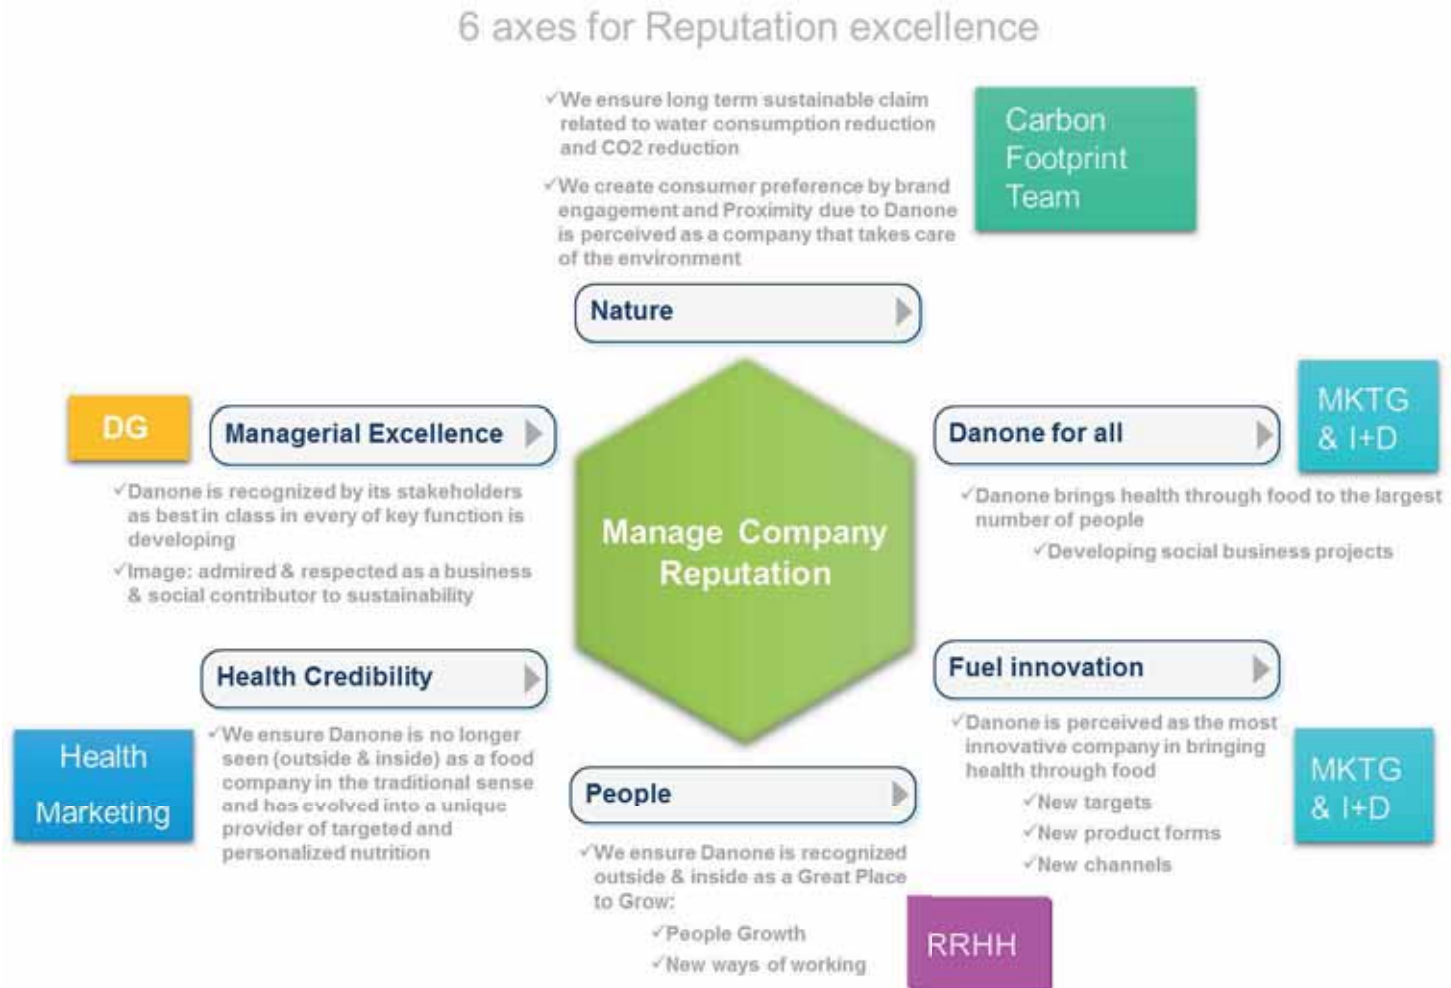 6 axes for Reputation excellence
✓We ensure long term sustainable claim
related to water consumption reduction
and CO2 reduction
✓We create consumer preference by brand
engagement and Proximity due to Danone
is perceived as a company that takes care
of the environment
Carbon
Footprint
Team
Nature
DG
Managerial Excellence
✓Danone is recognized by its stakeholders
as best in class in every of key function is
developing
✓Image: admired & respected as a business
& social contributor to sustainability
Manage Company
Reputation
Danone for all
MKTG
& I+D
✓Danone brings health through food to the largest
number of people
✓Developing social business projects
Health Credibility
Health
Marketing
✓We ensure Danone is no longer
seen (outside & inside) as a food
company in the traditional sense
and has evolved into a unique
provider of targeted and
personalized nutrition
People
✓We ensure Danone is recognized
outside & inside as a Great Place
to Grow:
✓People Growth
✓New ways of working
RRHH
Fuel innovation
✓Danone is perceived as the most
innovative company in bringing
health through food
✓New targets
✓New product forms
✓New channels
MKTG
& I+D